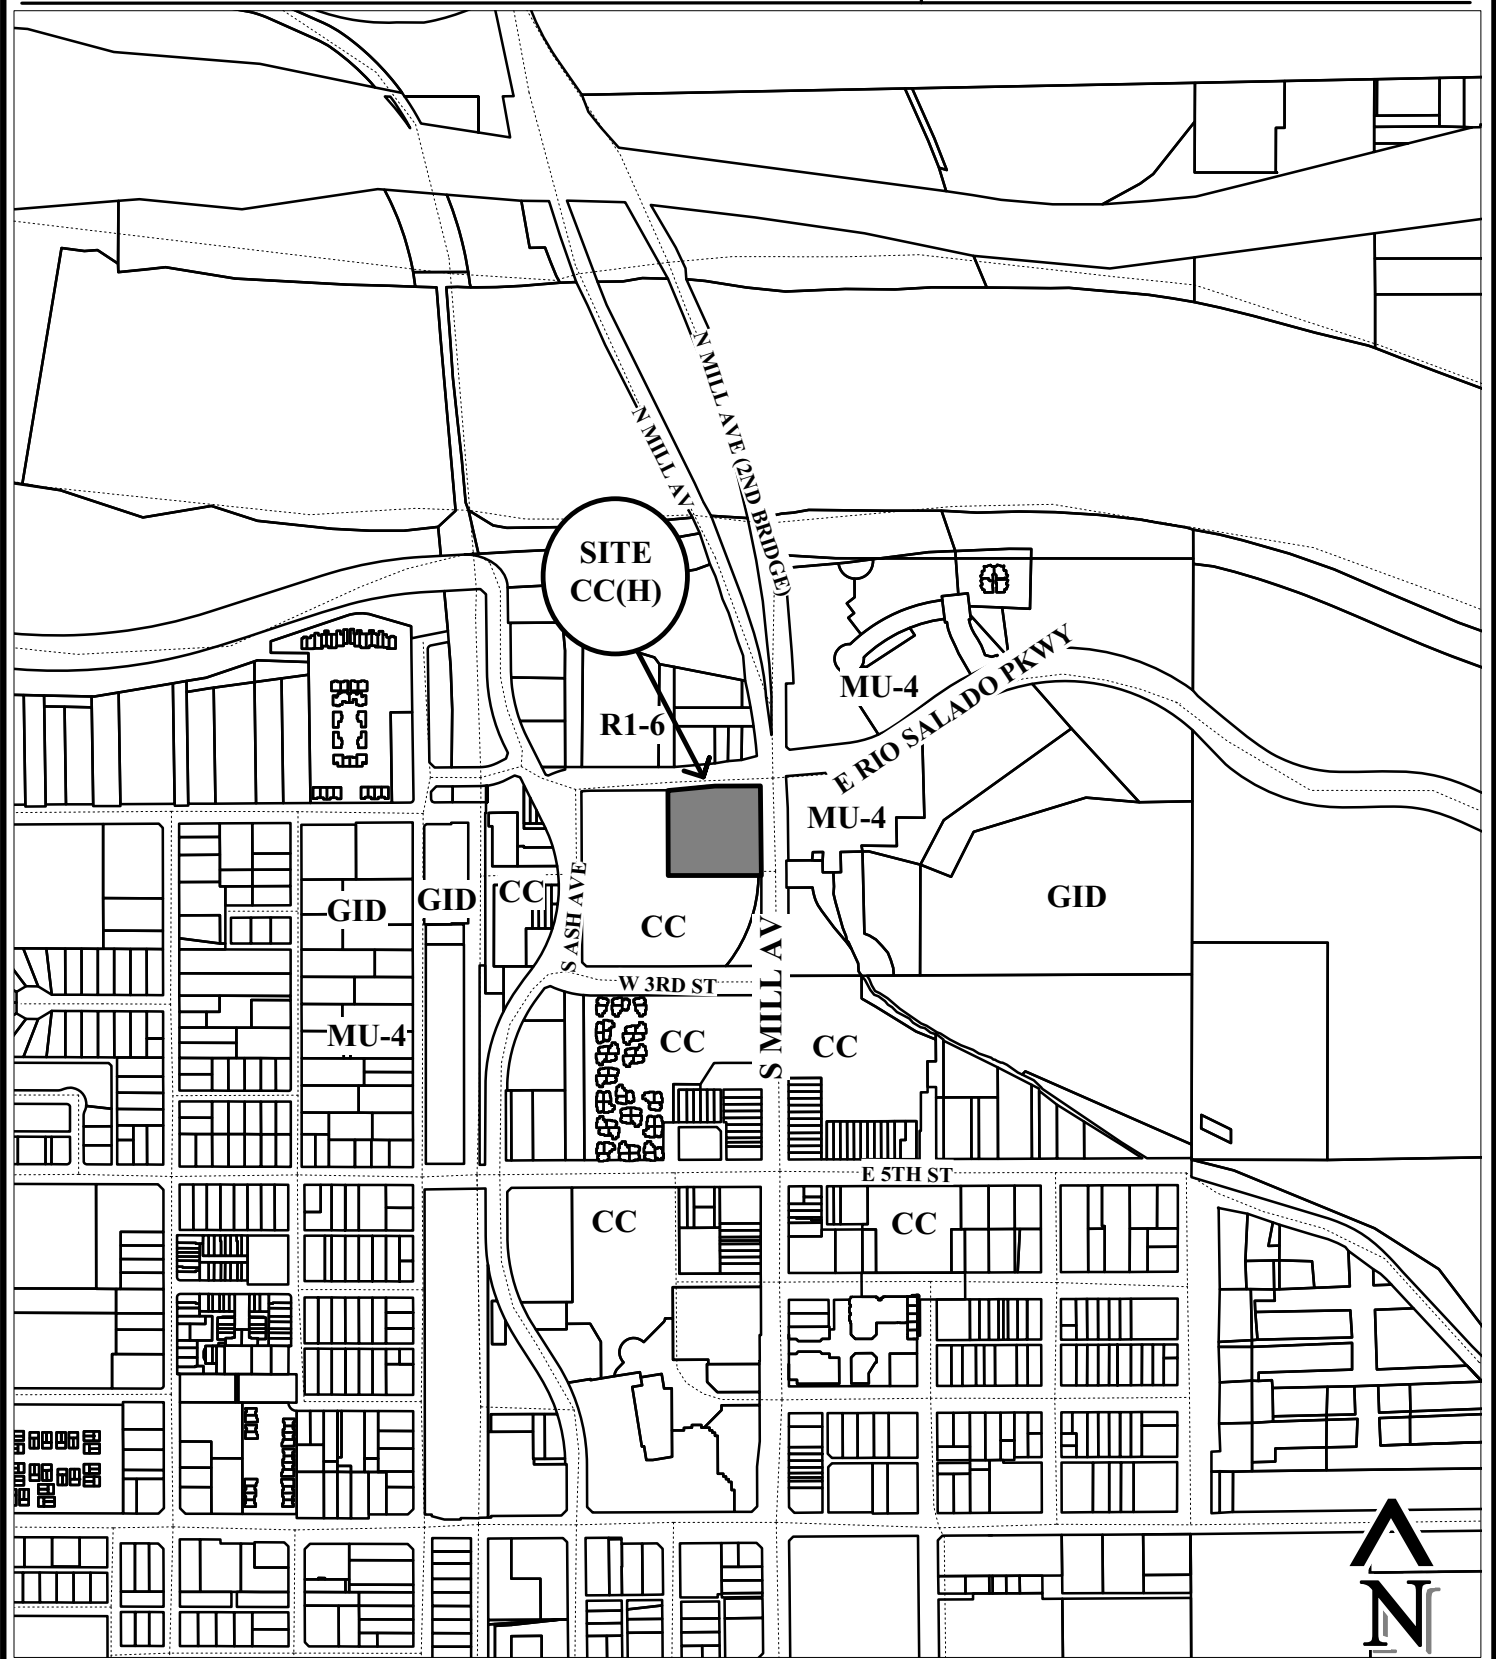 N MILL AVE (2ND BRIDGE)
N MILL AV
SITE
CC(H)
E RIO SALADO PKWY
MU-4
R1-6
MU-4
GID
GID
CC
S ASH AVE
CC
GID
S MILL AV
W 3RD ST
MU-4
CC
CC
E 5TH ST
CC
CC
N